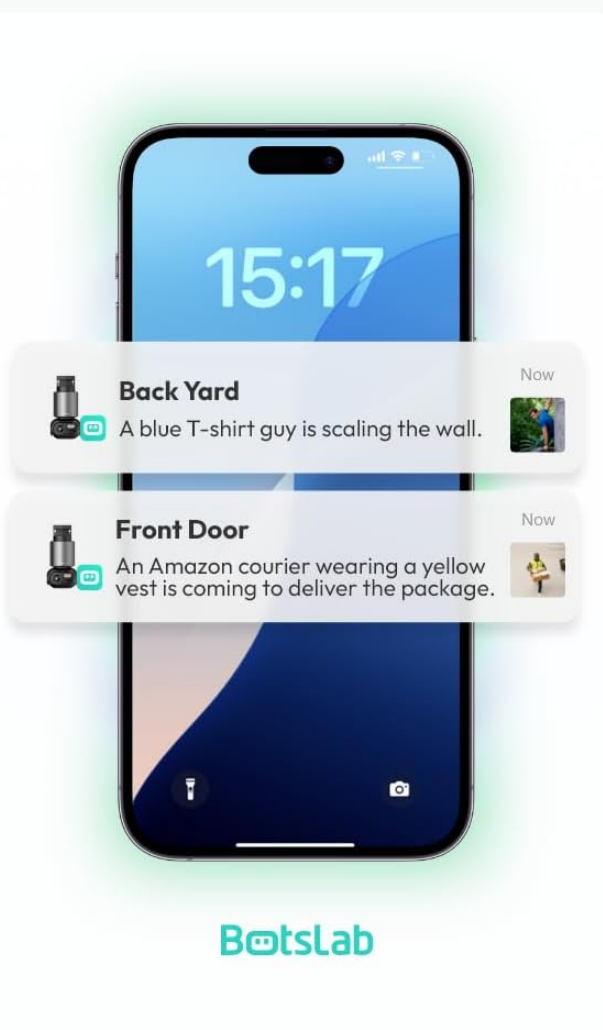 15:17
Back Yard
Now
A blue T-shirt guy is scaling the wall.
Front Door
Now
An Amazon courier wearing a yellow
vest is coming to deliver the package.
BotsLab